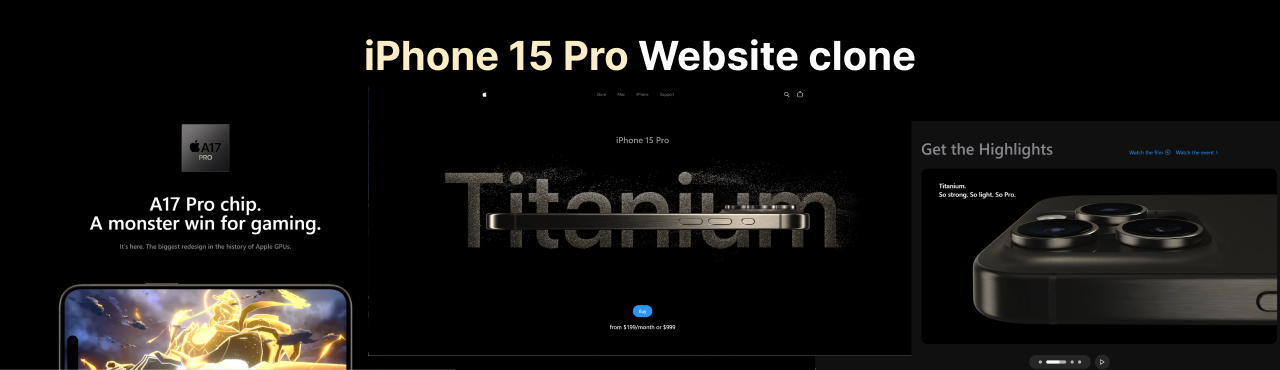 iPhone 15 Pro Website clone
A17
PRO
A17 Pro chip.
A monster win for gaming.
It's here. The biggest redesign in the history of Apple GPUs.
Store Mac iPhone Support
iPhone 15 Pro
Titanium
Buy
from $199/month or $999
Get the Highlights
Watch the film Watch the event
Titanium.
So strong. So light. So Pro.